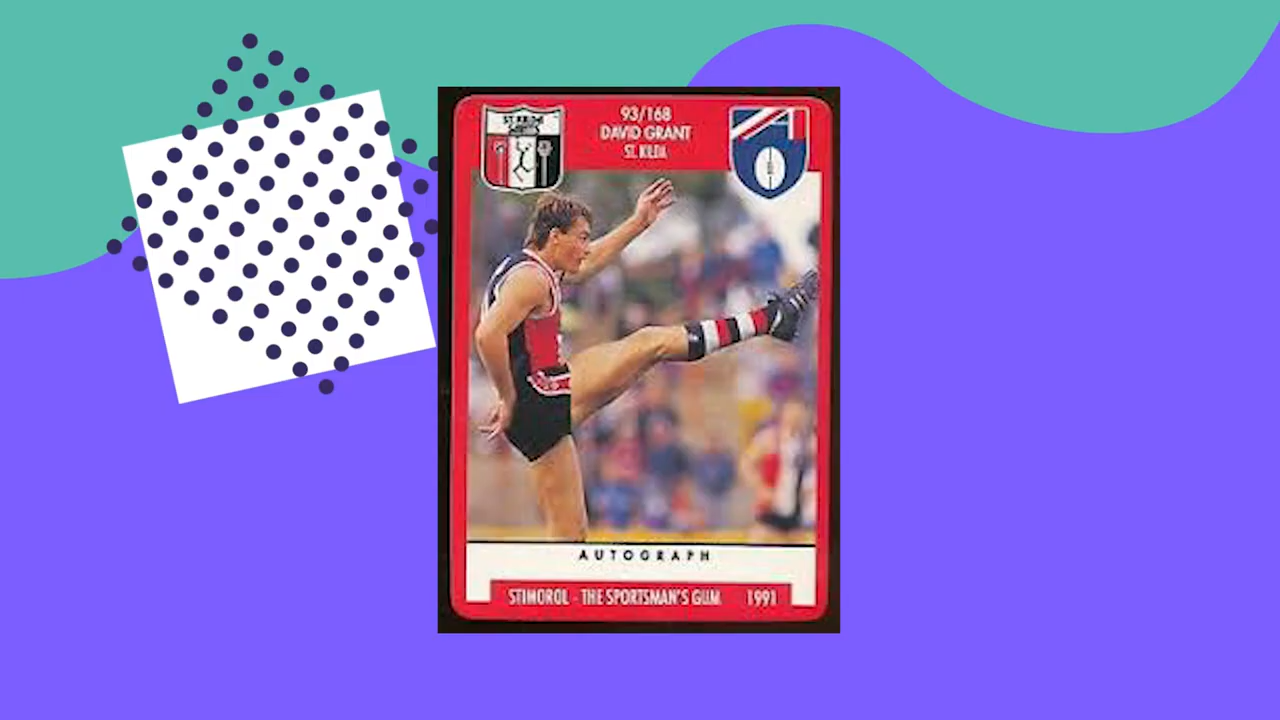 93/168
DAVID GRANT
ST. KILDA
AUTOGRAPH
STIMOROL - THE SPORTSMAN'S GUM 1991